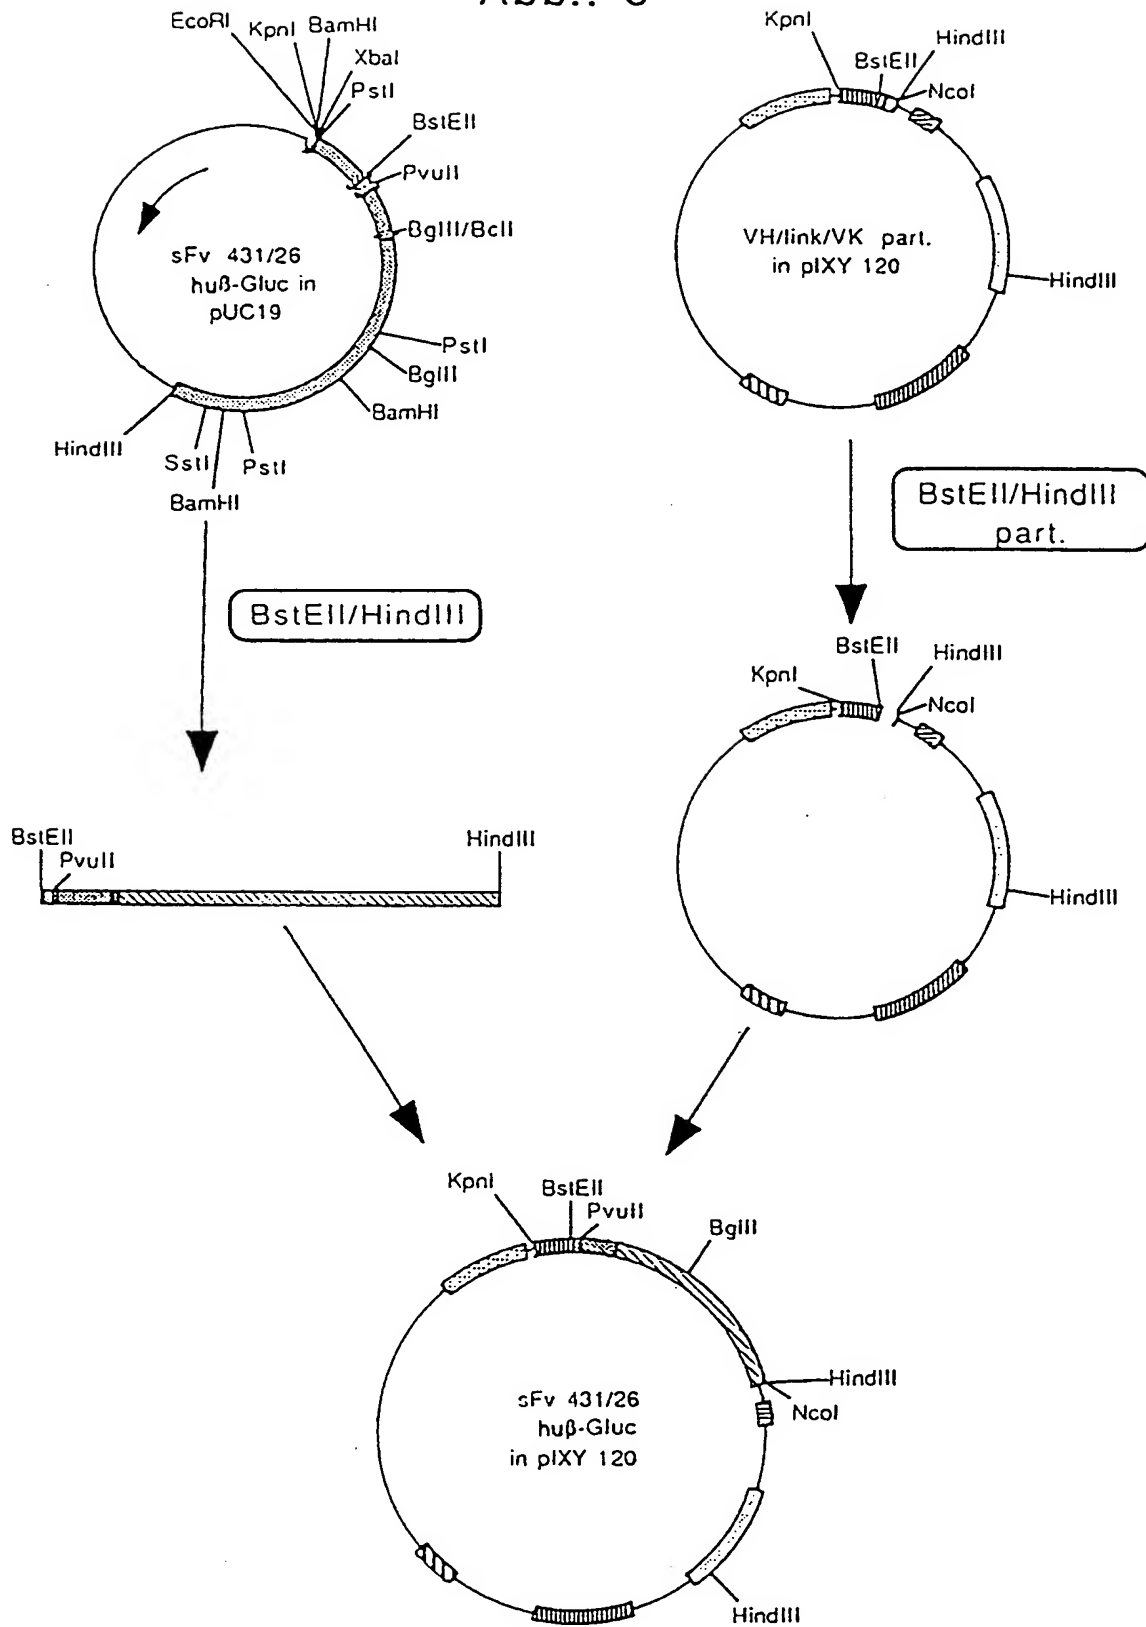 EcoRI
KpnI
BamHI
XbaI
PstI
BstEII
PvuII
BglII/BclI
sFv 431/26
huβ-Gluc in
pUC19
PstI
BglII
BamHI
HindIII
SstI
PstI
BamHI
BstEII/HindIII
KpnI
HindIII
BstEII
NcoI
VH/link/VK part.
in pIXY 120
HindIII
BstEII/HindIII
part.
BstEII
HindIII
KpnI
NcoI
HindIII
BstEII
PvuII
HindIII
KpnI
BstEII
PvuII
BglII
HindIII
NcoI
sFv 431/26
huβ-Gluc
in pIXY 120
HindIII